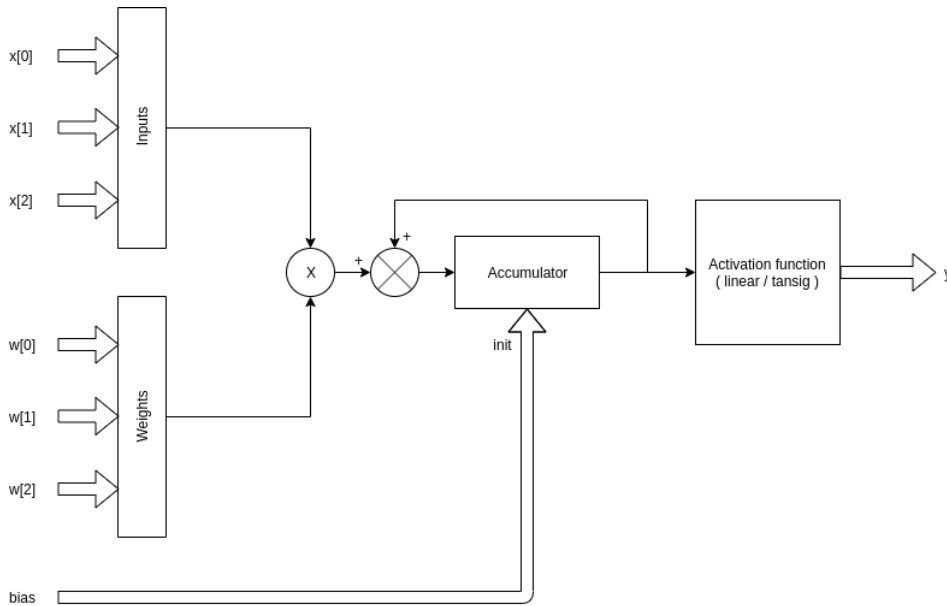 x[0]
x[1]
x[2]
Inputs
w[0]
w[1]
w[2]
Weights
bias
X
+
+
Accumulator
init
Activation function
( linear / tansig )
y